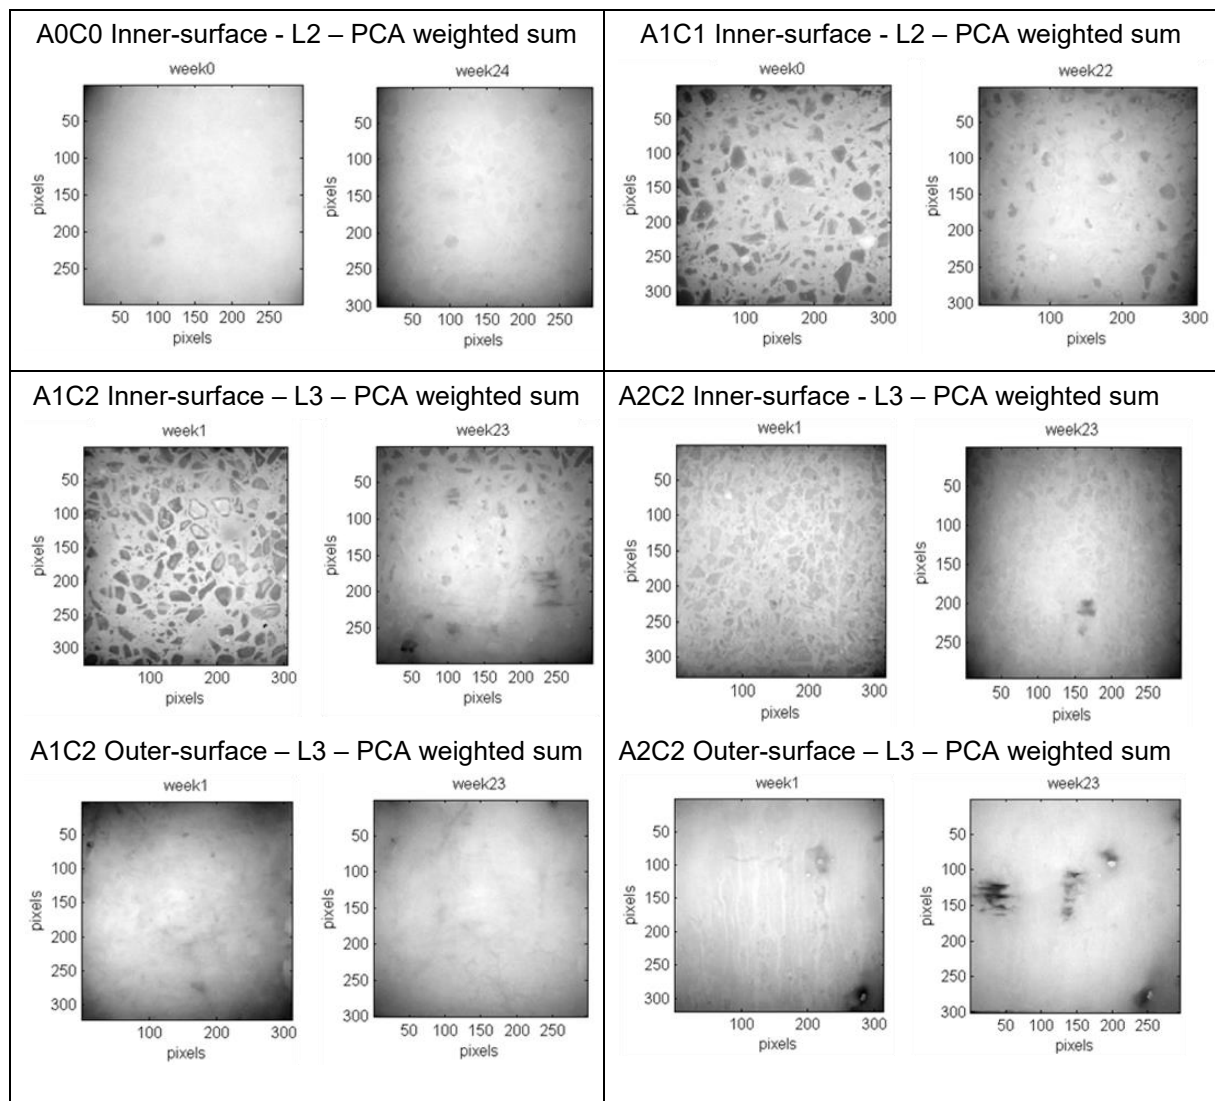 A0C0 Inner-surface - L2 – PCA weighted sum
week0
week24
pixels
50
100
150
200
250
50 100 150 200 250
pixels
pixels
50
100
150
200
250
300
50 100 150 200 250
pixels
A1C1 Inner-surface - L2 – PCA weighted sum
week0
week22
pixels
50
100
150
200
250
300
100 200 300
pixels
pixels
50
100
150
200
250
300
100 200 300
pixels
A1C2 Inner-surface – L3 – PCA weighted sum
week1
week23
pixels
50
100
150
200
250
300
100 200 300
pixels
pixels
50
100
150
200
250
50 100 150 200 250
pixels
A2C2 Inner-surface - L3 – PCA weighted sum
week1
week23
pixels
50
100
150
200
250
300
100 200 300
pixels
pixels
50
100
150
200
250
50 100 150 200 250
pixels
A1C2 Outer-surface – L3 – PCA weighted sum
week1
week23
pixels
50
100
150
200
250
300
100 200 300
pixels
pixels
50
100
150
200
250
300
50 100 150 200 250
pixels
A2C2 Outer-surface – L3 – PCA weighted sum
week1
week23
pixels
50
100
150
200
250
300
100 200 300
pixels
pixels
50
100
150
200
250
300
50 100 150 200 250
pixels